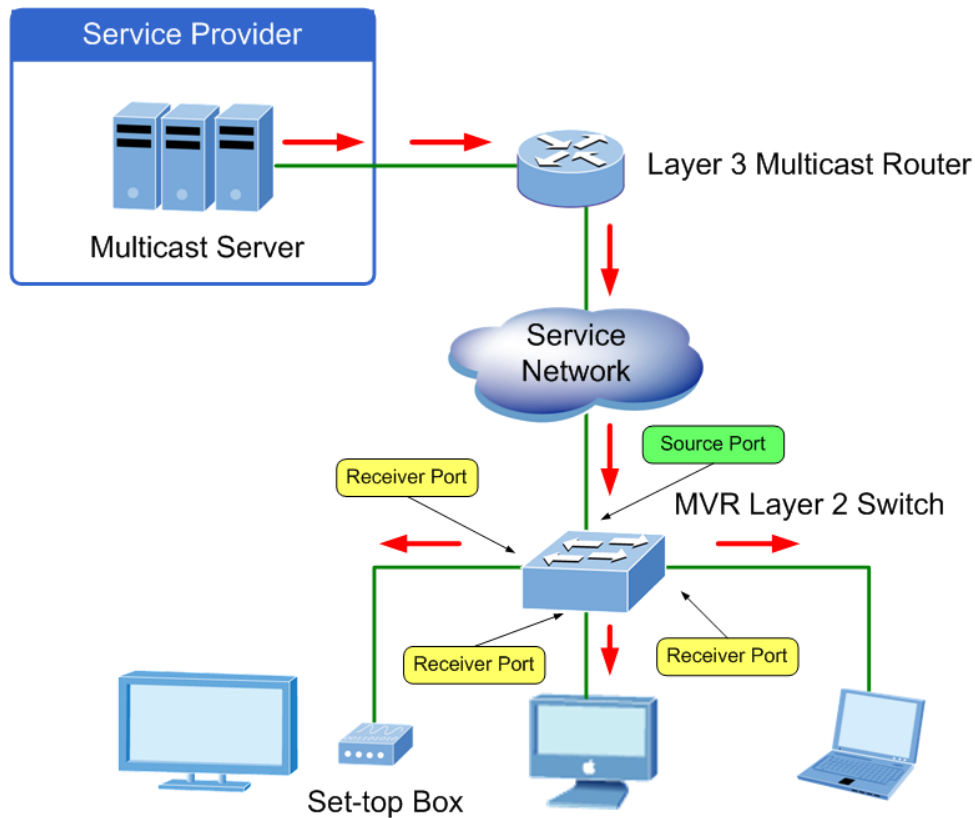 Service Provider
Multicast Server
Layer 3 Multicast Router
Service
Network
Source Port
Receiver Port
MVR Layer 2 Switch
Receiver Port
Receiver Port
Set-top Box